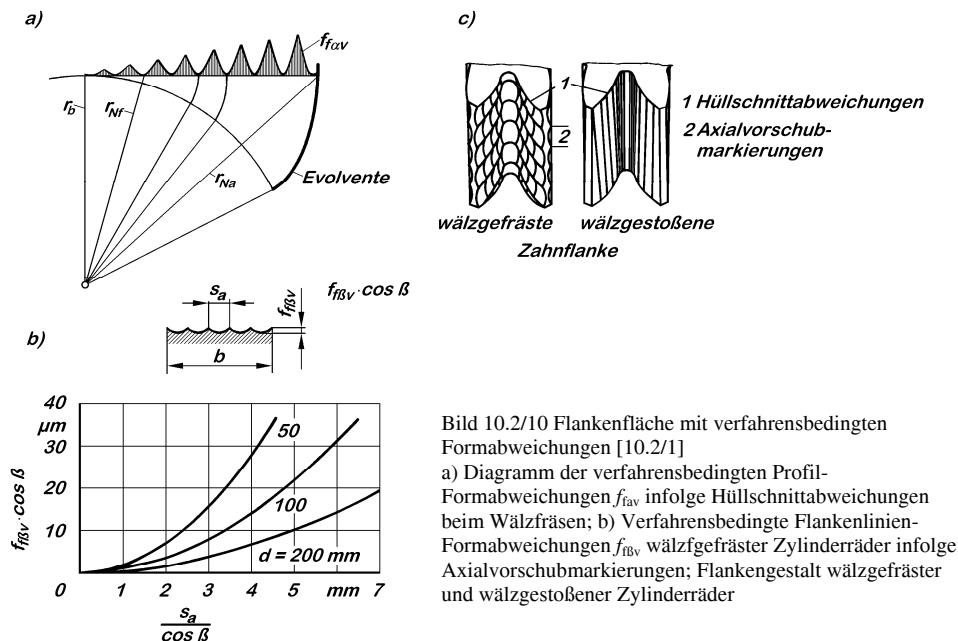 a)
f_fαv
r_b
r_Nf
r_Na
Evolvente
c)
1
2
1 Hüllschnittabweichungen
2 Axialvorschub-
markierungen
wälzgefräste wälzgestoßene
Zahnflanke
b)
s_a
f_fßv · cos ß
f_fßv
b
40
µm
30
20
10
0
f_fßv · cos ß
50
100
d = 200 mm
0 1 2 3 4 5 mm 7
s_a
cos ß
Bild 10.2/10 Flankenfläche mit verfahrensbedingten
Formabweichungen [10.2/1]
a) Diagramm der verfahrensbedingten Profil-
Formabweichungen f_fav infolge Hüllschnittabweichungen
beim Wälzfräsen; b) Verfahrensbedingte Flankenlinien-
Formabweichungen f_fßv wälzfgefräster Zylinderräder infolge
Axialvorschubmarkierungen; Flankengestalt wälzgefräster
und wälzgestoßener Zylinderräder